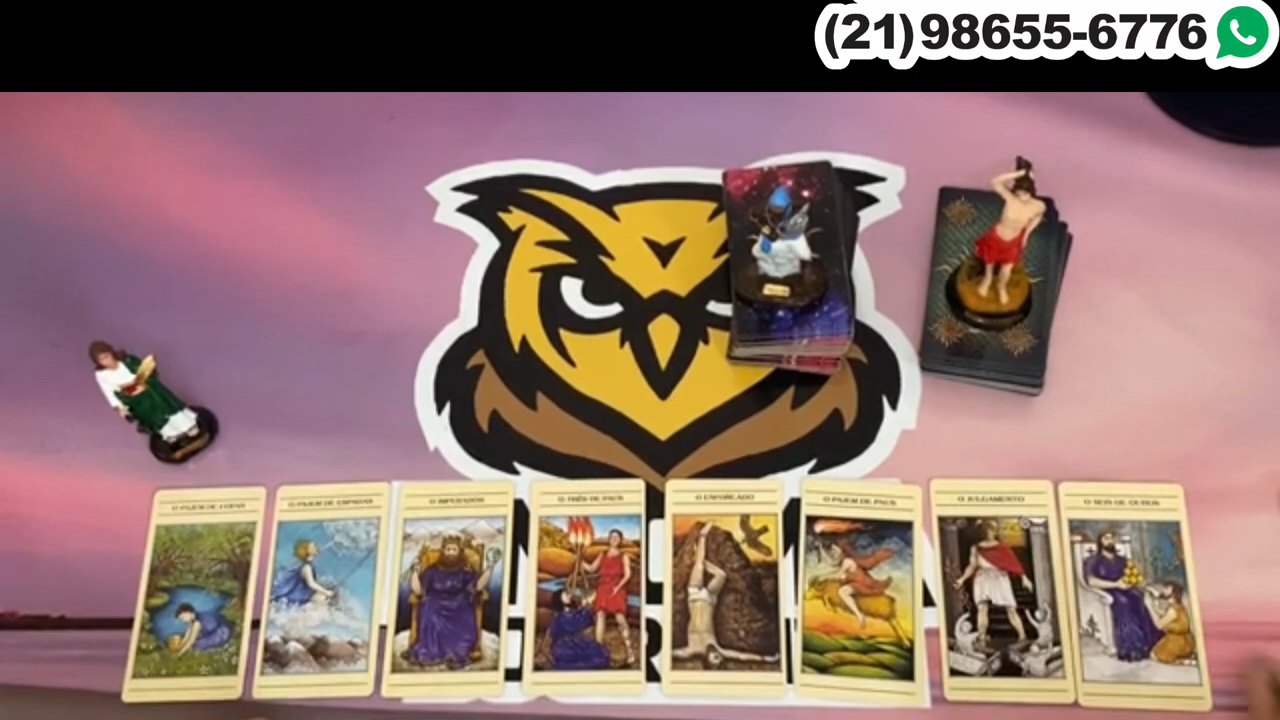 (21)98655-6776
O PAJEM DE COPAS
O PAJEM DE ESPADAS
O IMPERADOR
O TRÊS DE PAUS
O ENFORCADO
O PAJEM DE PAUS
O JULGAMENTO
O SEIS DE OUROS